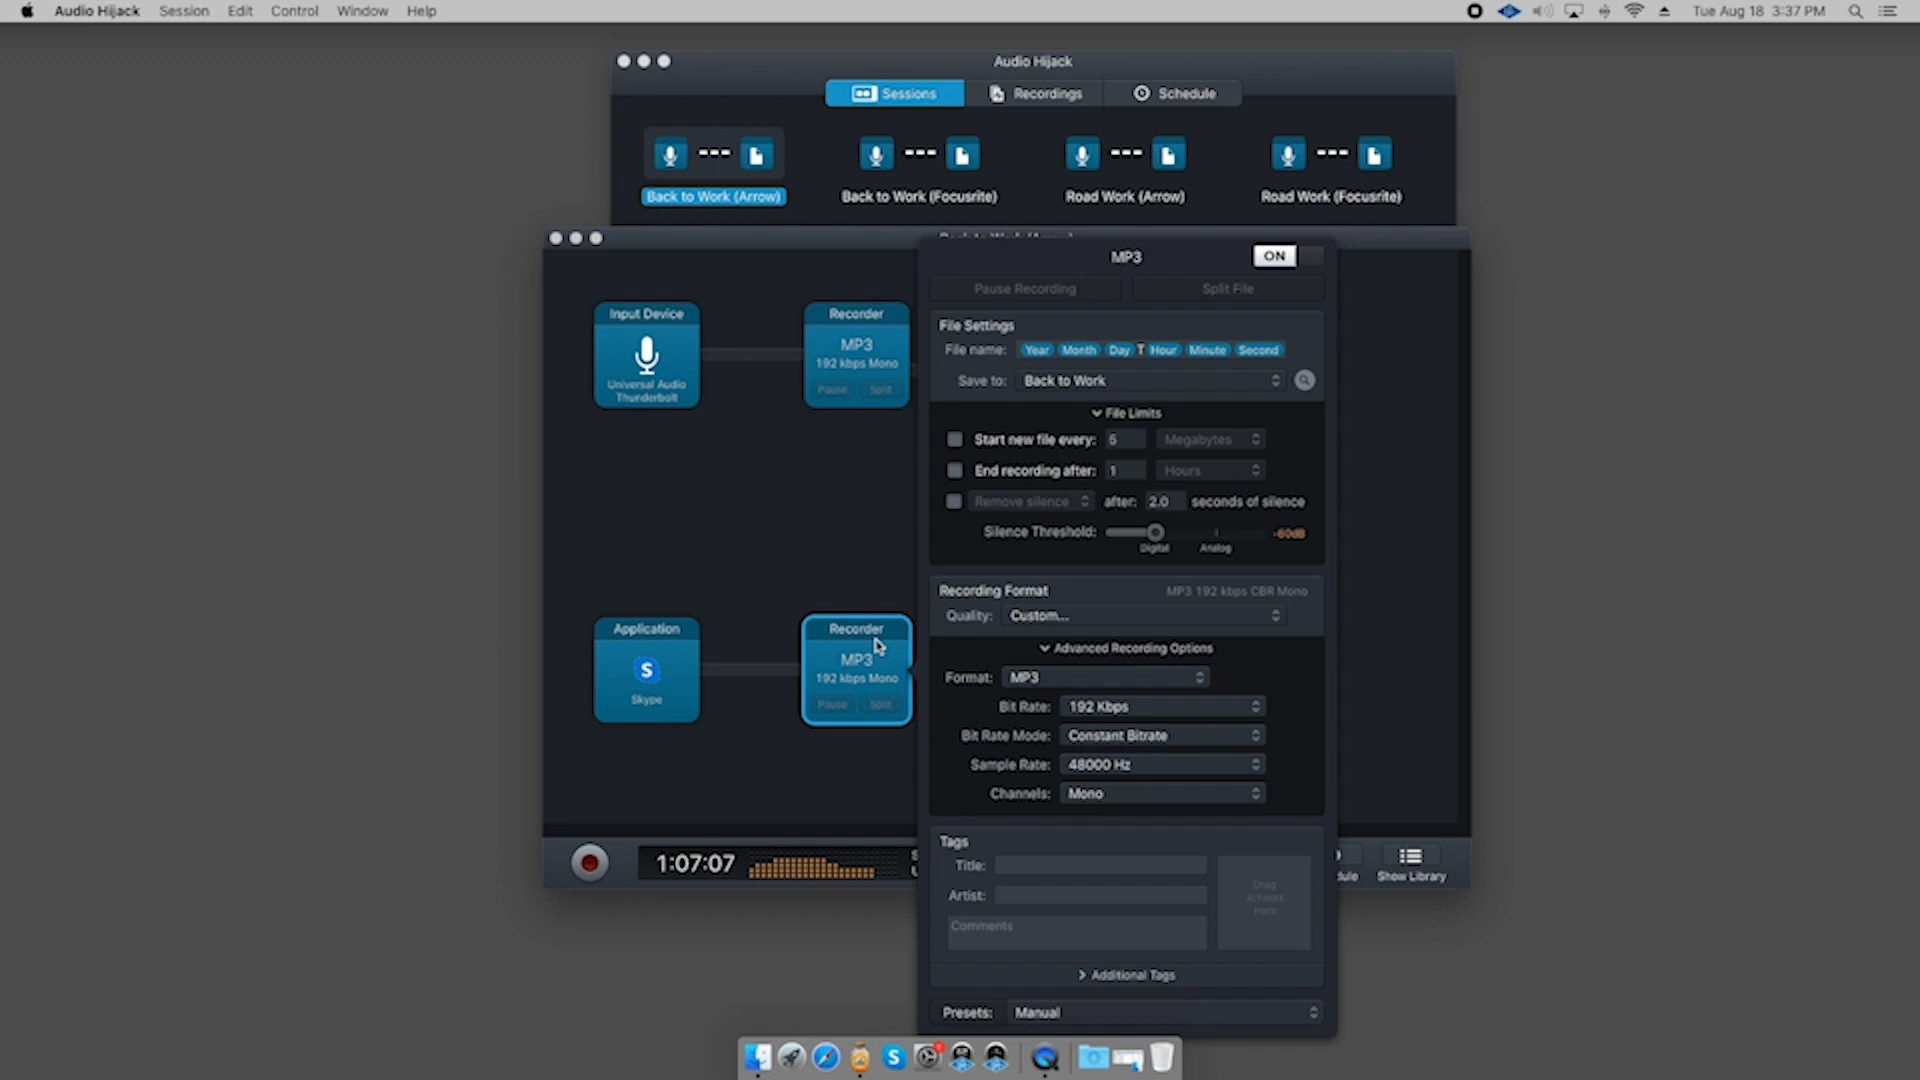 Audio Hijack Session Edit Control Window Help Tue Aug 18 3:37 PM
Audio Hijack
Sessions Recordings Schedule
Back to Work (Arrow) Back to Work (Focusrite) Road Work (Arrow) Road Work (Focusrite)
MP3 ON
Pause Recording Split File
Input Device
Universal Audio
Thunderbolt
Recorder
MP3
192 kbps Mono
Pause Split
File Settings
File name: Year Month Day T Hour Minute Second
Save to: Back to Work
File Limits
Start new file every: 5 Megabytes
End recording after: 1 Hours
Remove silence after: 2.0 seconds of silence
Silence Threshold: -60dB
Digital Analog
Recording Format MP3 192 kbps CBR Mono
Quality: Custom...
Application
S
Skype
Recorder
MP3
192 kbps Mono
Pause Split
Advanced Recording Options
Format: MP3
Bit Rate: 192 Kbps
Bit Rate Mode: Constant Bitrate
Sample Rate: 48000 Hz
Channels: Mono
Tags
Title:
Artist:
Comments
Drag
Artwork
Here
Additional Tags
Presets: Manual
1:07:07
Show Library